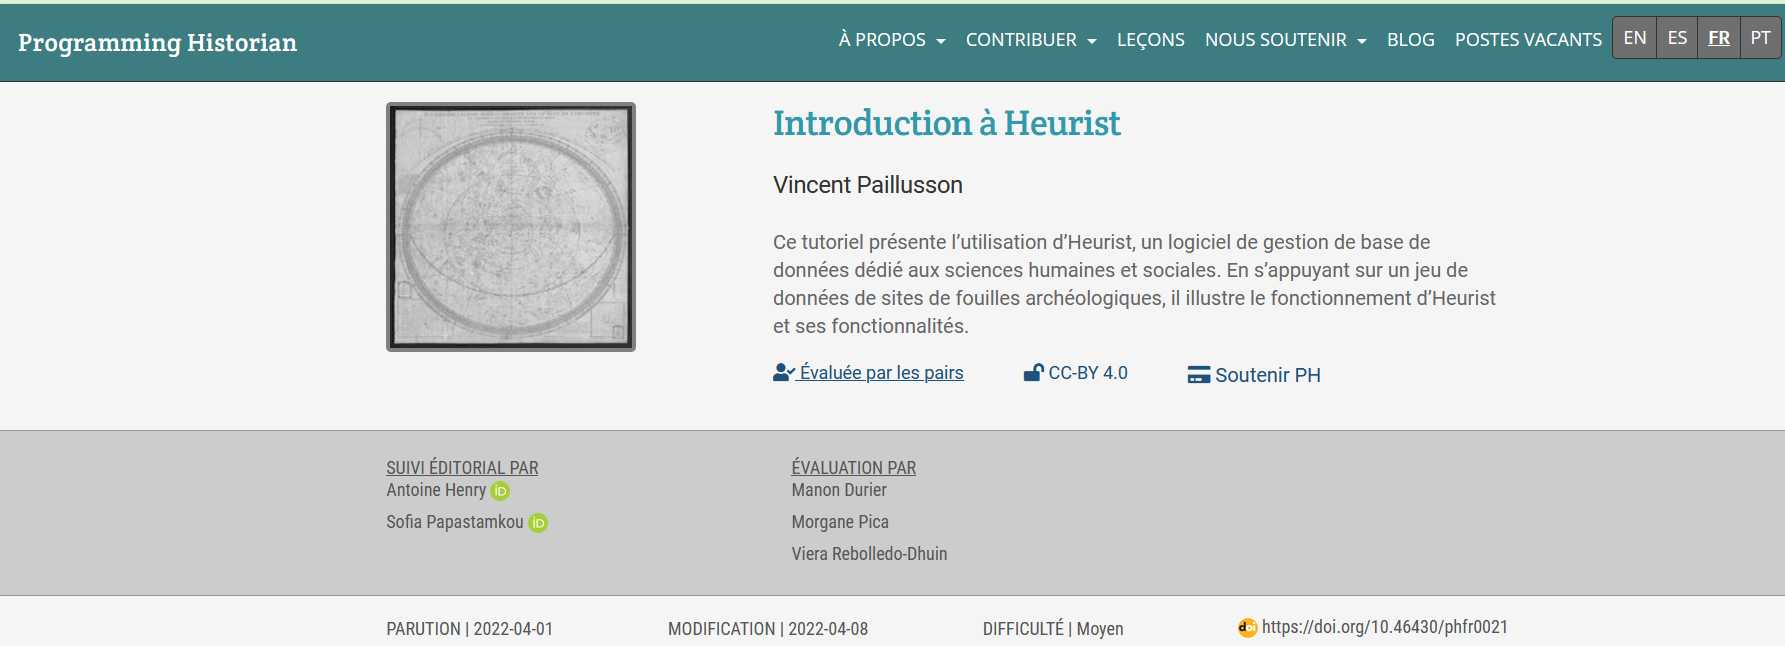 Programming Historian
À PROPOS CONTRIBUER LEÇONS NOUS SOUTENIR BLOG POSTES VACANTS EN ES FR PT
Introduction à Heurist
Vincent Paillusson
Ce tutoriel présente l’utilisation d’Heurist, un logiciel de gestion de base de
données dédié aux sciences humaines et sociales. En s’appuyant sur un jeu de
données de sites de fouilles archéologiques, il illustre le fonctionnement d’Heurist
et ses fonctionnalités.
Évaluée par les pairs CC-BY 4.0 Soutenir PH
SUIVI ÉDITORIAL PAR
Antoine Henry iD
Sofia Papastamkou iD
ÉVALUATION PAR
Manon Durier
Morgane Pica
Viera Rebolledo-Dhuin
PARUTION | 2022-04-01 MODIFICATION | 2022-04-08 DIFFICULTÉ | Moyen doi https://doi.org/10.46430/phfr0021